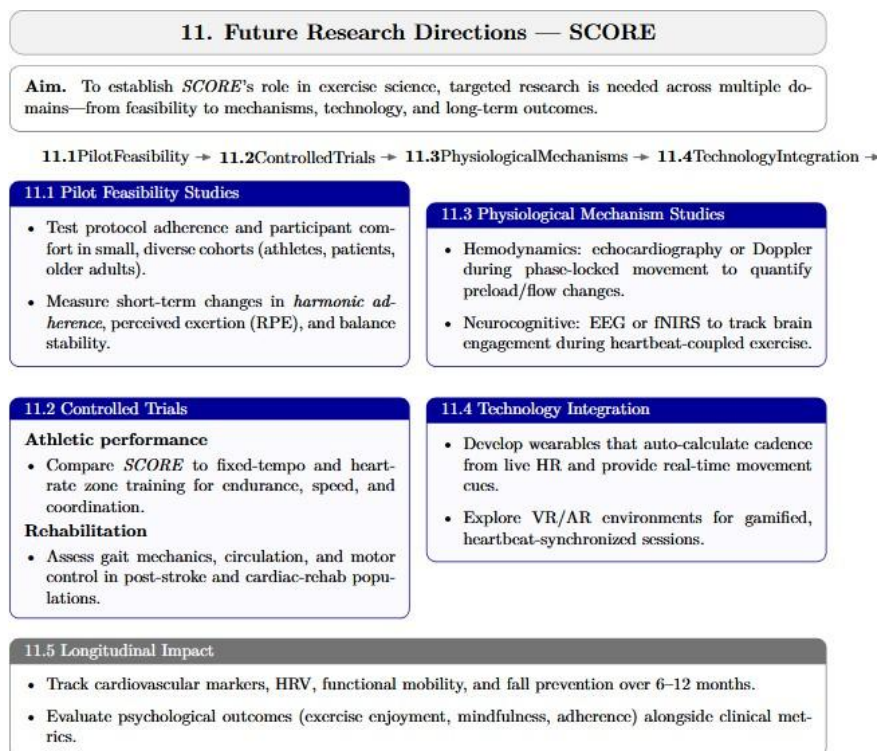 11. Future Research Directions — SCORE
Aim. To establish SCORE's role in exercise science, targeted research is needed across multiple do-
mains—from feasibility to mechanisms, technology, and long-term outcomes.
11.1PilotFeasibility → 11.2ControlledTrials → 11.3PhysiologicalMechanisms → 11.4TechnologyIntegration →
11.1 Pilot Feasibility Studies
• Test protocol adherence and participant com-
fort in small, diverse cohorts (athletes, patients,
older adults).
• Measure short-term changes in harmonic ad-
herence, perceived exertion (RPE), and balance
stability.
11.3 Physiological Mechanism Studies
• Hemodynamics: echocardiography or Doppler
during phase-locked movement to quantify
preload/flow changes.
• Neurocognitive: EEG or fNIRS to track brain
engagement during heartbeat-coupled exercise.
11.2 Controlled Trials
Athletic performance
• Compare SCORE to fixed-tempo and heart-
rate zone training for endurance, speed, and
coordination.
Rehabilitation
• Assess gait mechanics, circulation, and motor
control in post-stroke and cardiac-rehab popu-
lations.
11.4 Technology Integration
• Develop wearables that auto-calculate cadence
from live HR and provide real-time movement
cues.
• Explore VR/AR environments for gamified,
heartbeat-synchronized sessions.
11.5 Longitudinal Impact
• Track cardiovascular markers, HRV, functional mobility, and fall prevention over 6–12 months.
• Evaluate psychological outcomes (exercise enjoyment, mindfulness, adherence) alongside clinical met-
rics.